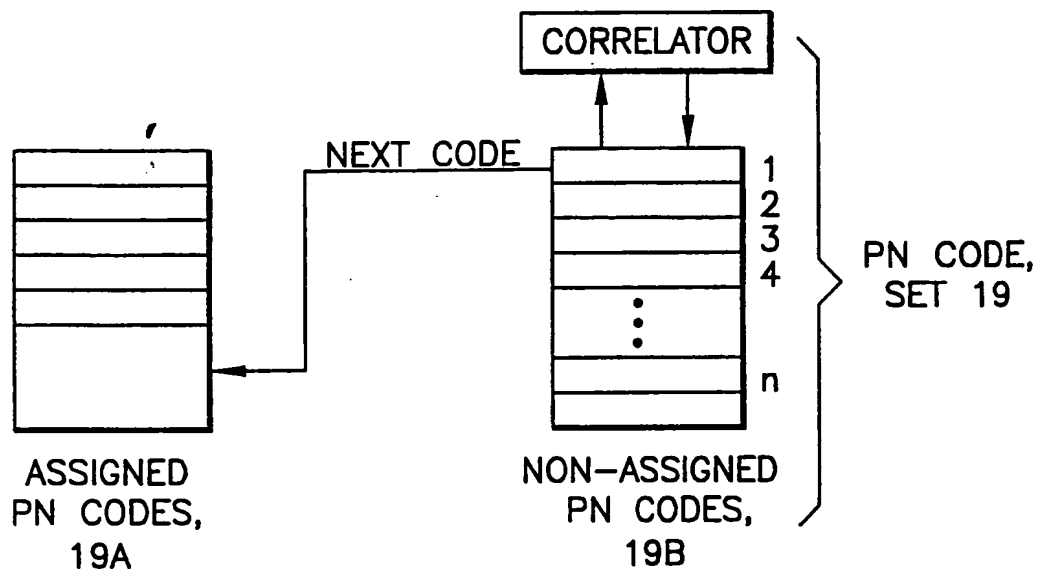 CORRELATOR
NEXT CODE
1
2
3
4
n
PN CODE,
SET 19
ASSIGNED
PN CODES,
19A
NON-ASSIGNED
PN CODES,
19B